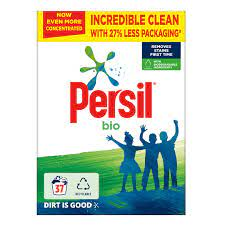 NOW
EVEN MORE
CONCENTRATED
INCREDIBLE CLEAN
WITH 27% LESS PACKAGING^
REMOVES
STAINS
FIRST TIME
Persil
bio
37
RECYCLABLE
DIRT IS GOOD